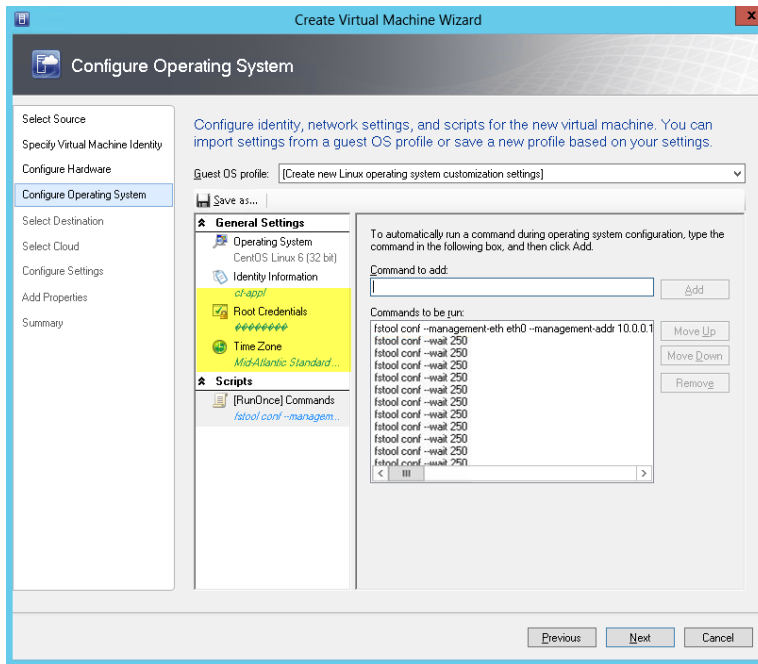 Create Virtual Machine Wizard
x
Configure Operating System
Select Source
Specify Virtual Machine Identity
Configure Hardware
Configure Operating System
Select Destination
Select Cloud
Configure Settings
Add Properties
Summary
Configure identity, network settings, and scripts for the new virtual machine. You can
import settings from a guest OS profile or save a new profile based on your settings.
Guest OS profile: [Create new Linux operating system customization settings]
Save as...
General Settings
Operating System
CentOS Linux 6 (32 bit)
Identity Information
ct-appl
Root Credentials
��������
Time Zone
Mid-Atlantic Standard ...
Scripts
[RunOnce] Commands
fstool conf --managem...
To automatically run a command during operating system configuration, type the
command in the following box, and then click Add.
Command to add:
Add
Commands to be run:
fstool conf --management-eth eth0 --management-addr 10.0.0.1
fstool conf --wait 250
fstool conf --wait 250
fstool conf --wait 250
fstool conf --wait 250
fstool conf --wait 250
fstool conf --wait 250
fstool conf --wait 250
fstool conf --wait 250
fstool conf --wait 250
fstool conf --wait 250
fstool conf --wait 250
Move Up
Move Down
Remove
Previous
Next
Cancel